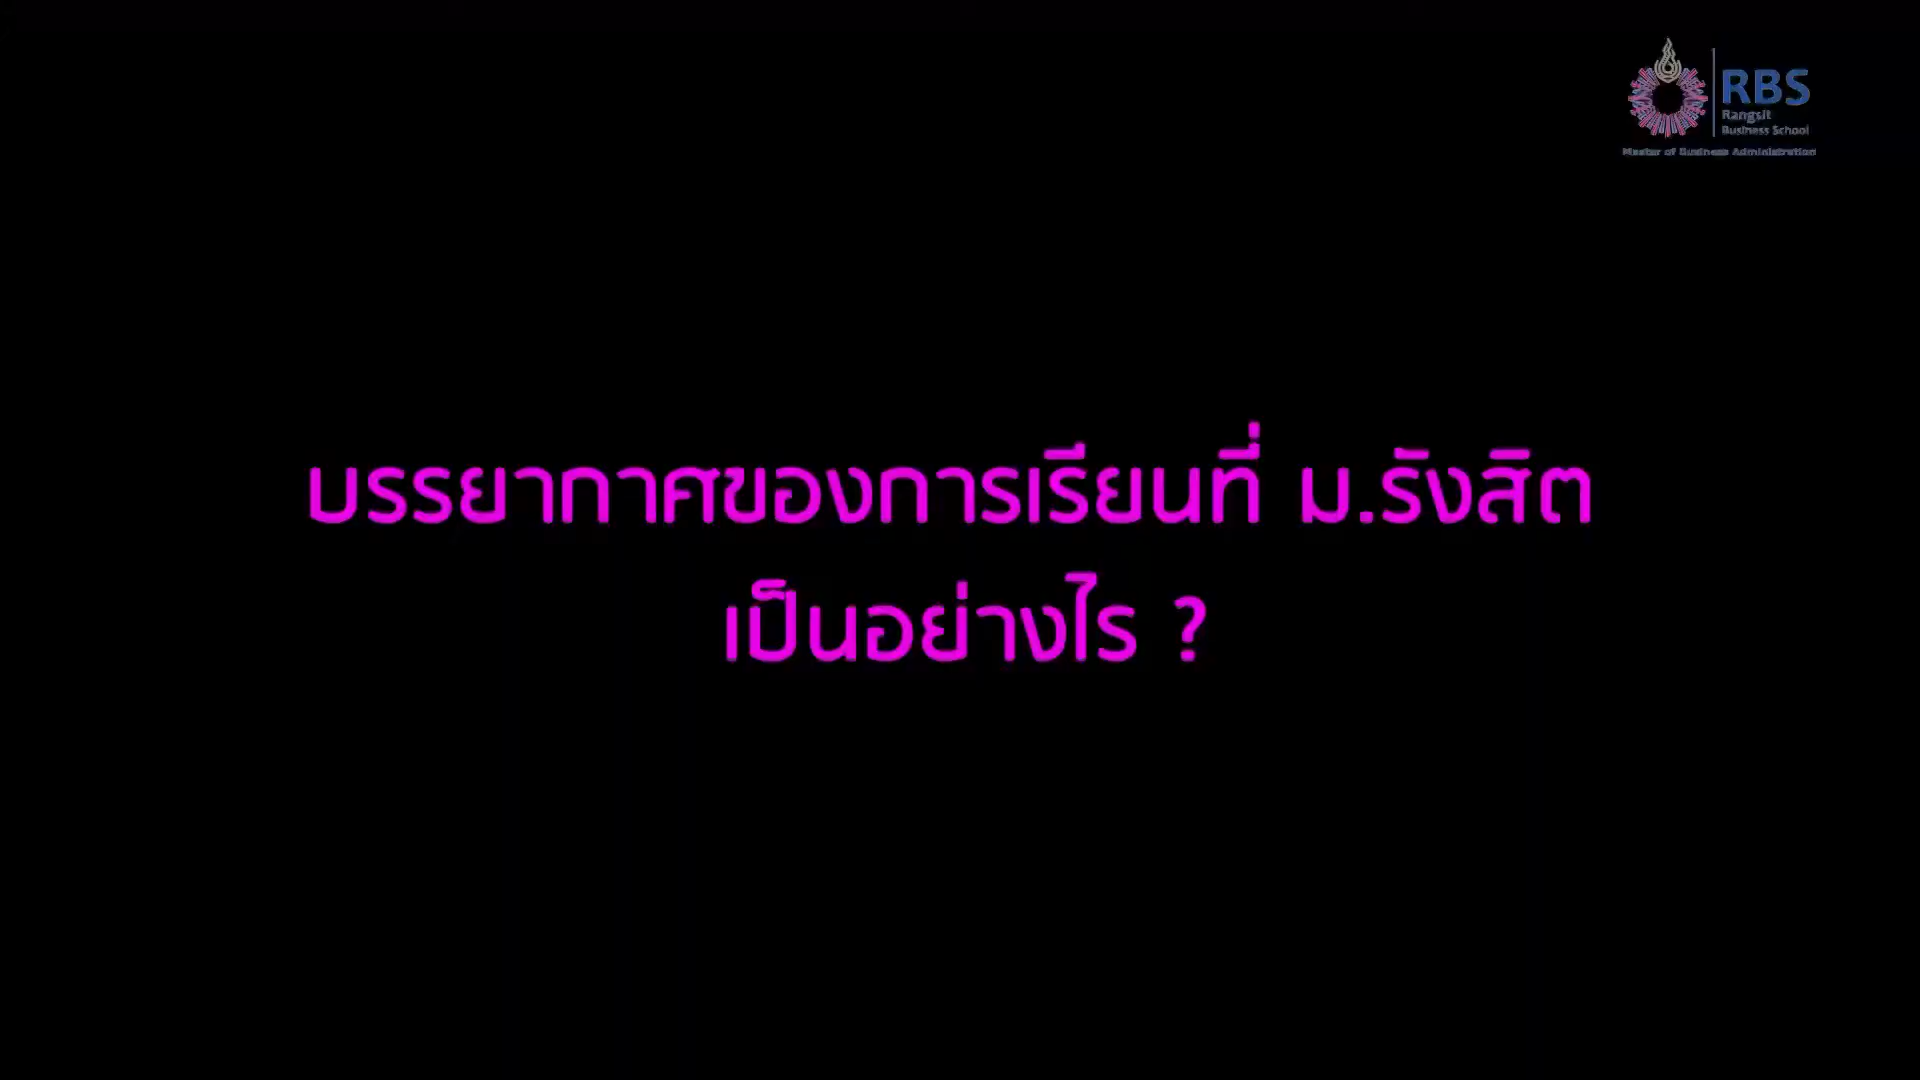 RBS
Rangsit
Business School
Master of Business Administration
บรรยากาศของการเรียนที่ ม.รังสิต
เป็นอย่างไร ?